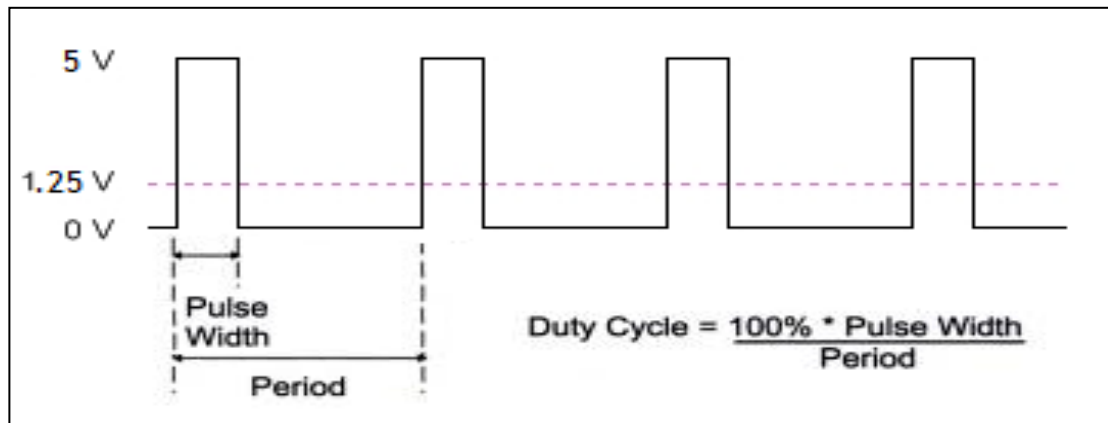 5 V
1.25 V
0 V
Pulse
Width
Period
Duty Cycle = 100% * Pulse Width
Period